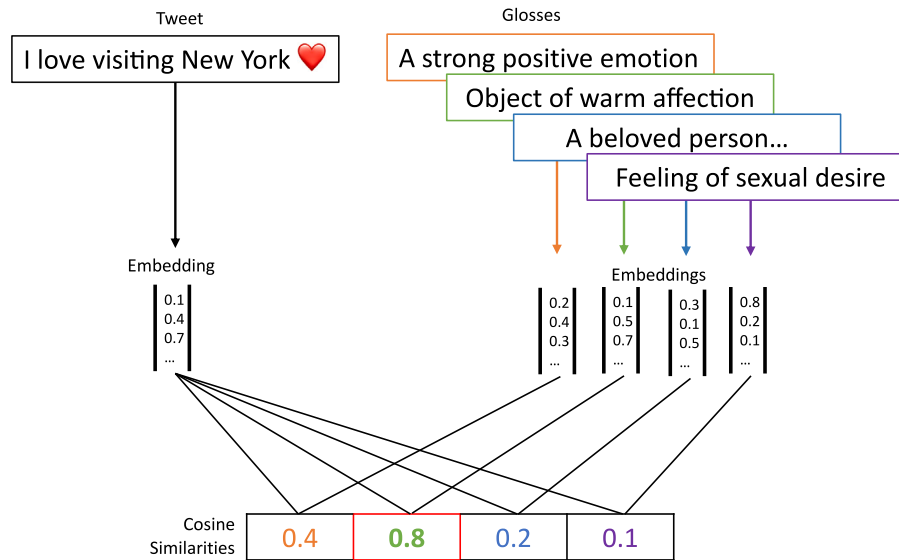 Tweet
Glosses
I love visiting New York ❤️
A strong positive emotion
Object of warm affection
A beloved person...
Feeling of sexual desire
Embedding
Embeddings
0.1
0.4
0.7
...
0.2
0.4
0.3
...
0.1
0.5
0.7
...
0.3
0.1
0.5
...
0.8
0.2
0.1
...
Cosine
Similarities
0.4 0.8 0.2 0.1